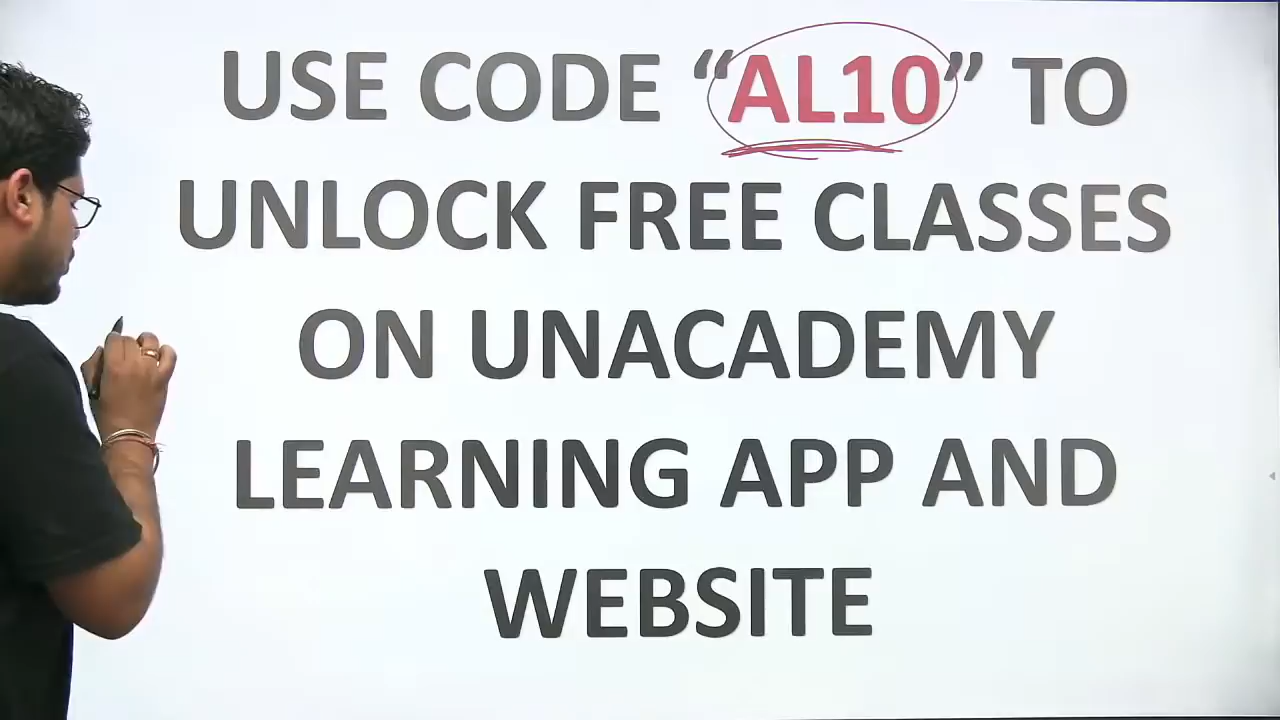 USE CODE “AL10” TO
UNLOCK FREE CLASSES
ON UNACADEMY
LEARNING APP AND
WEBSITE